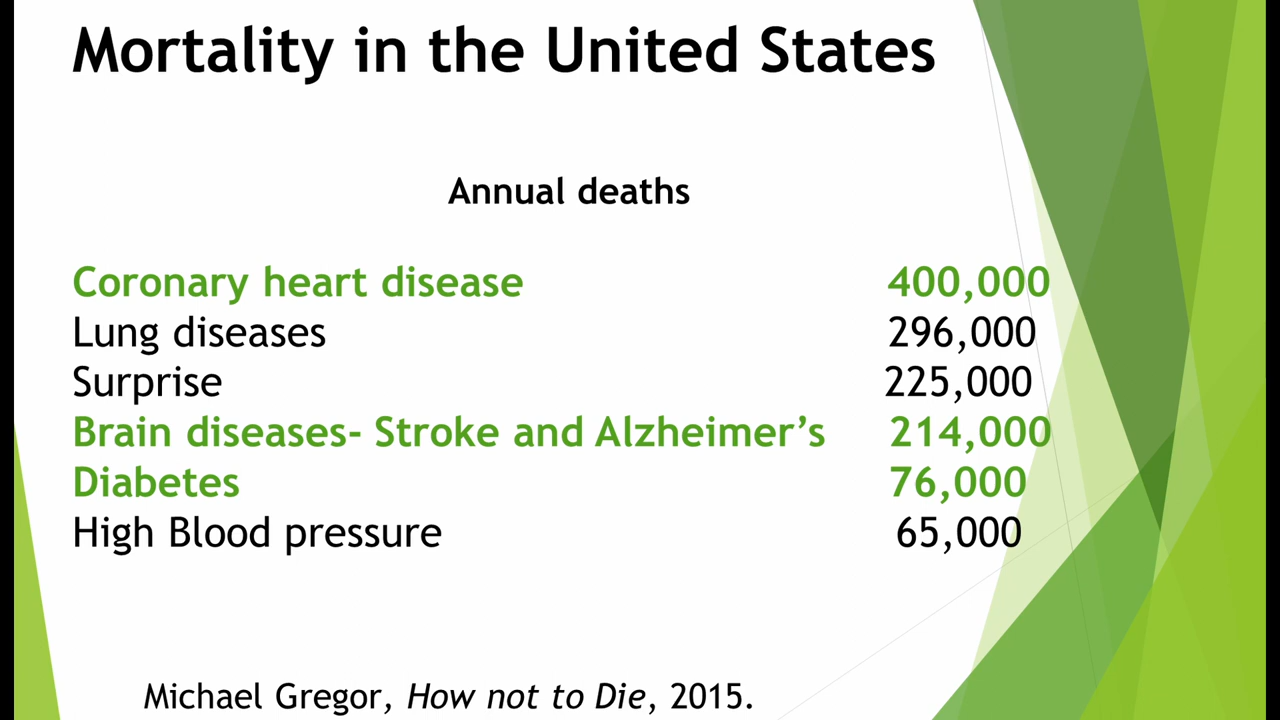 Mortality in the United States
Annual deaths
Coronary heart disease 400,000
Lung diseases 296,000
Surprise 225,000
Brain diseases- Stroke and Alzheimer’s 214,000
Diabetes 76,000
High Blood pressure 65,000
Michael Gregor, How not to Die, 2015.